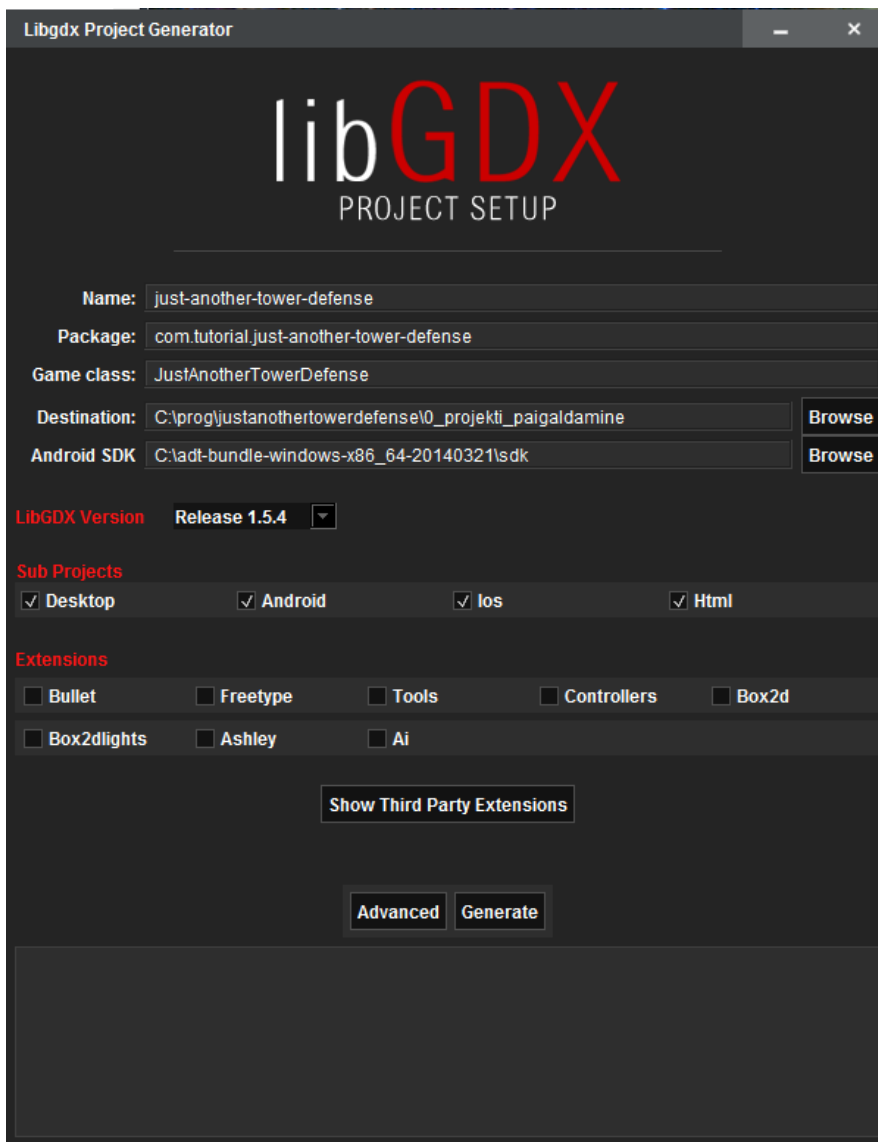 Libgdx Project Generator
libGDX
PROJECT SETUP
Name: just-another-tower-defense
Package: com.tutorial.just-another-tower-defense
Game class: JustAnotherTowerDefense
Destination: C:\prog\justanothertowerdefense\0_projekti_paigaldamine Browse
Android SDK C:\adt-bundle-windows-x86_64-20140321\sdk Browse
LibGDX Version Release 1.5.4
Sub Projects
Desktop Android Ios Html
Extensions
Bullet Freetype Tools Controllers Box2d
Box2dlights Ashley Ai
Show Third Party Extensions
Advanced Generate